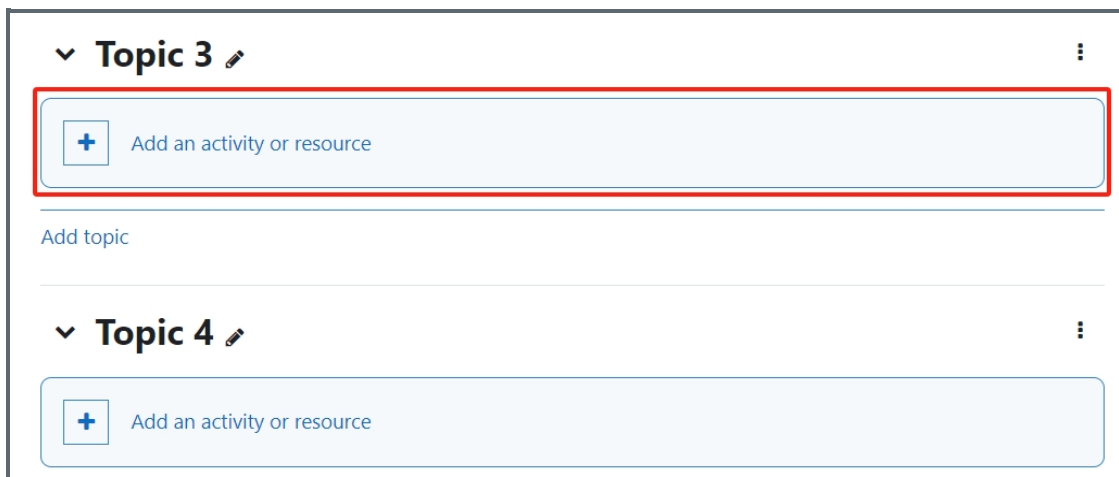 Topic 3
Add an activity or resource
Add topic
Topic 4
Add an activity or resource